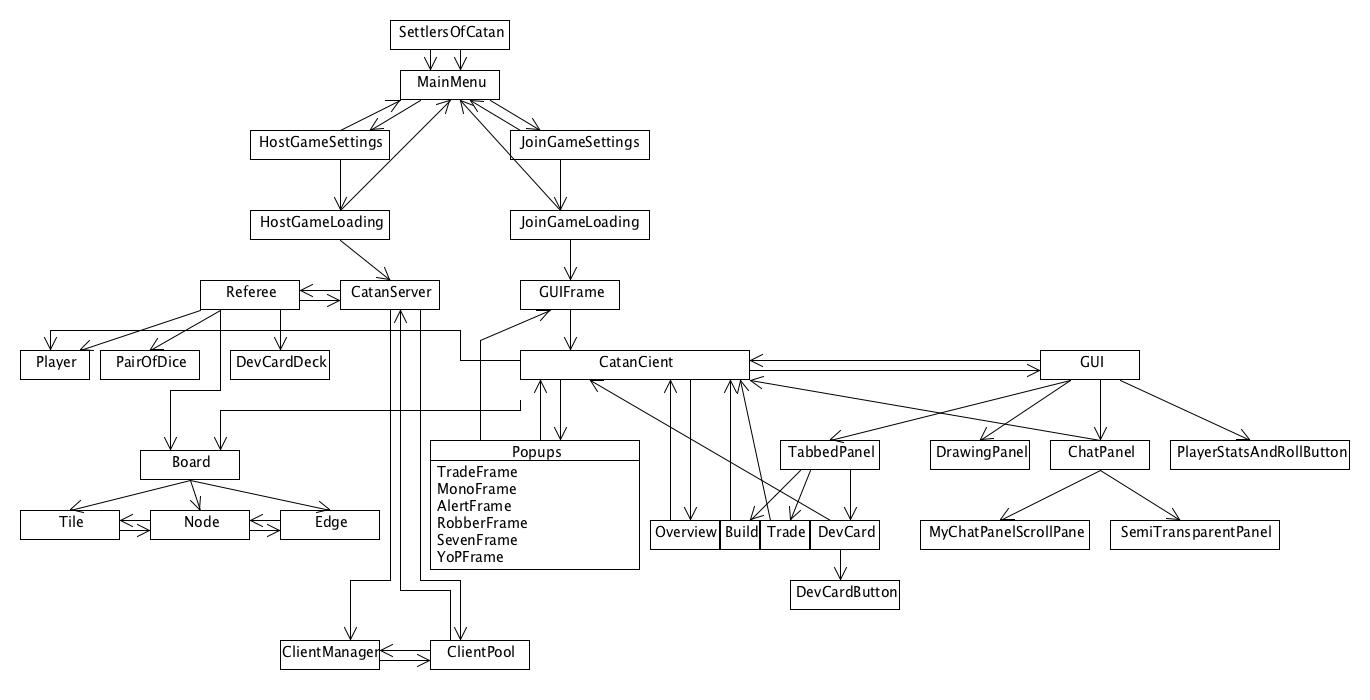 SettlersOfCatan
MainMenu
HostGameSettings
JoinGameSettings
HostGameLoading
JoinGameLoading
Referee
CatanServer
GUIFrame
Player
PairOfDice
DevCardDeck
CatanCient
GUI
Board
Popups
TradeFrame
MonoFrame
AlertFrame
RobberFrame
SevenFrame
YoPFrame
TabbedPanel
DrawingPanel
ChatPanel
PlayerStatsAndRollButton
Tile
Node
Edge
Overview
Build
Trade
DevCard
MyChatPanelScrollPane
SemiTransparentPanel
DevCardButton
ClientManager
ClientPool